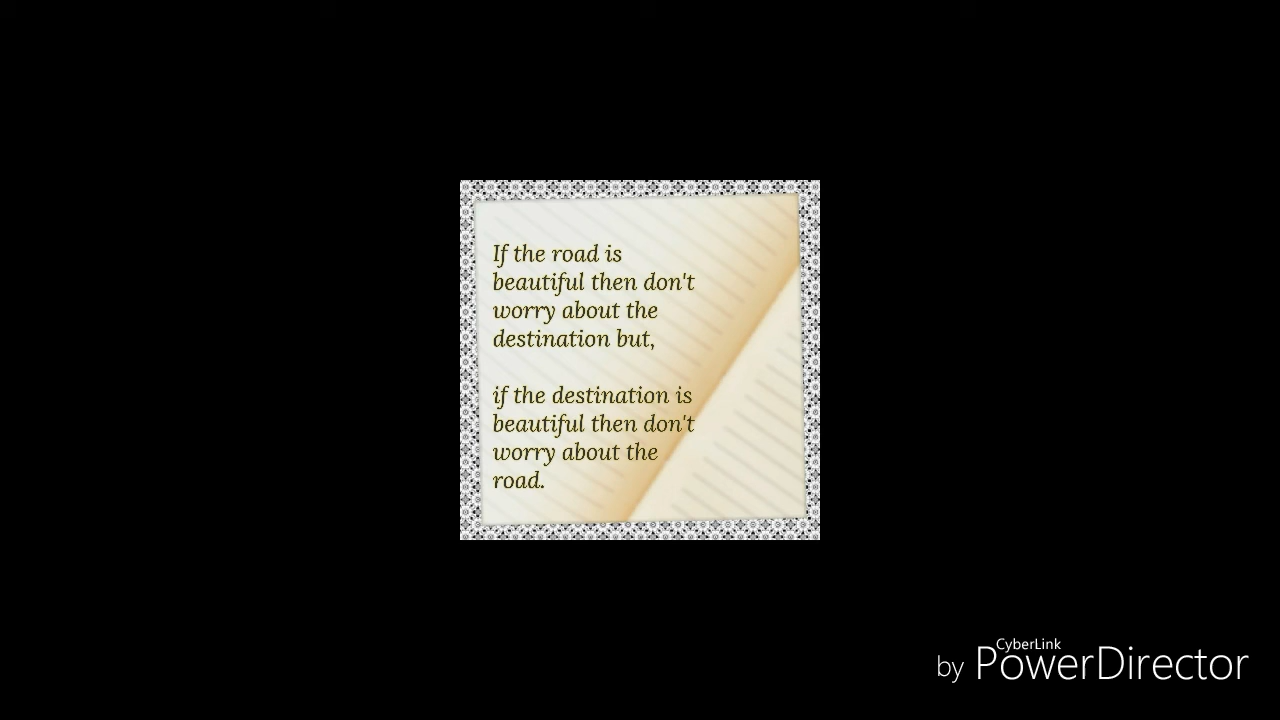 If the road is
beautiful then don't
worry about the
destination but,
if the destination is
beautiful then don't
worry about the
road.
CyberLink
by PowerDirector